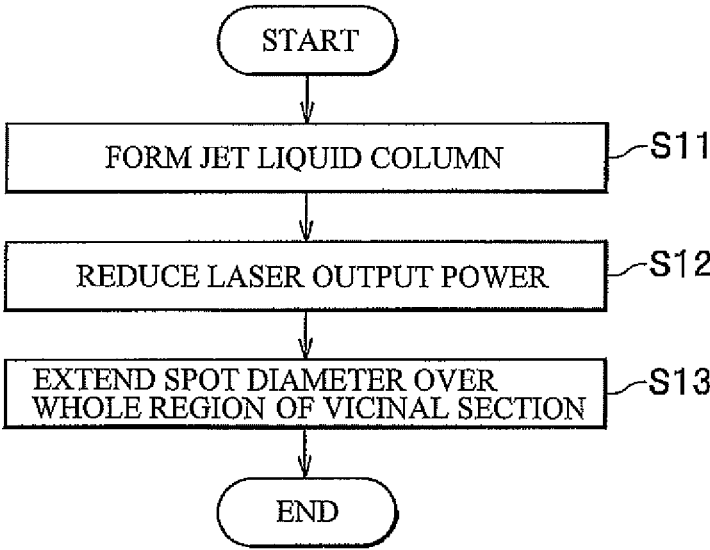 START
FORM JET LIQUID COLUMN
S11
REDUCE LASER OUTPUT POWER
S12
EXTEND SPOT DIAMETER OVER
WHOLE REGION OF VICINAL SECTION
S13
END